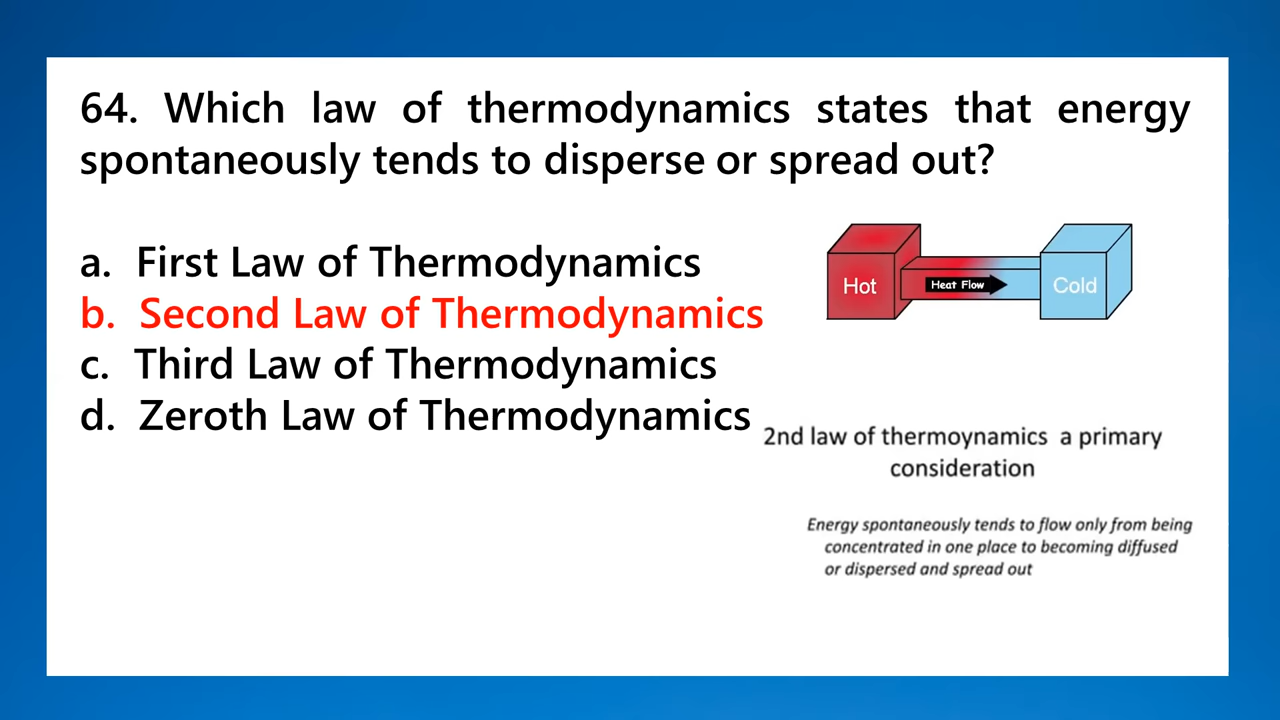 64. Which law of thermodynamics states that energy
spontaneously tends to disperse or spread out?
a. First Law of Thermodynamics
b. Second Law of Thermodynamics
c. Third Law of Thermodynamics
d. Zeroth Law of Thermodynamics
Hot
Heat Flow
Cold
2nd law of thermoynamics a primary
consideration
Energy spontaneously tends to flow only from being
concentrated in one place to becoming diffused
or dispersed and spread out